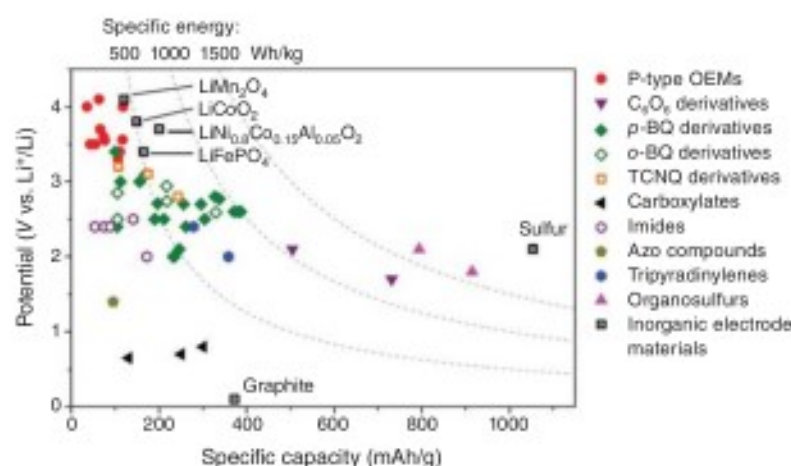 Specific energy:
500 1000 1500 Wh/kg
LiMn₂O₄
LiCoO₂
LiNi₀.₈Co₀.₁₅Al₀.₀₅O₂
LiFePO₄
Sulfur
Graphite
4
3
2
1
0
Potential (V vs. Li⁺/Li)
0 200 400 600 800 1000
Specific capacity (mAh/g)
P-type OEMs
C₆O₆ derivatives
p-BQ derivatives
o-BQ derivatives
TCNQ derivatives
Carboxylates
Imides
Azo compounds
Tripyradinylenes
Organosulfurs
Inorganic electrode
materials